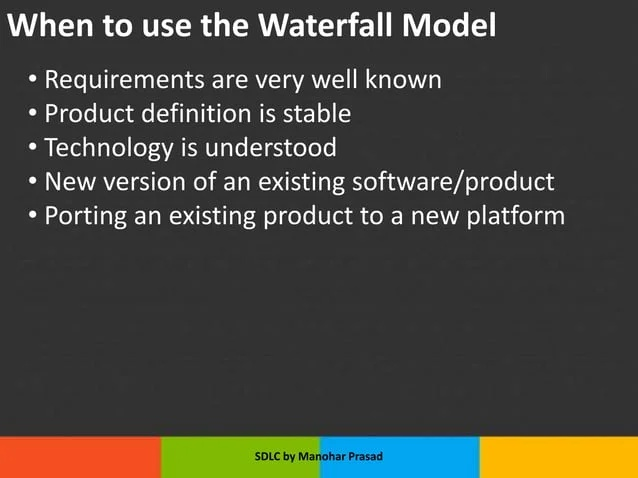 When to use the Waterfall Model
• Requirements are very well known
• Product definition is stable
• Technology is understood
• New version of an existing software/product
• Porting an existing product to a new platform
SDLC by Manohar Prasad